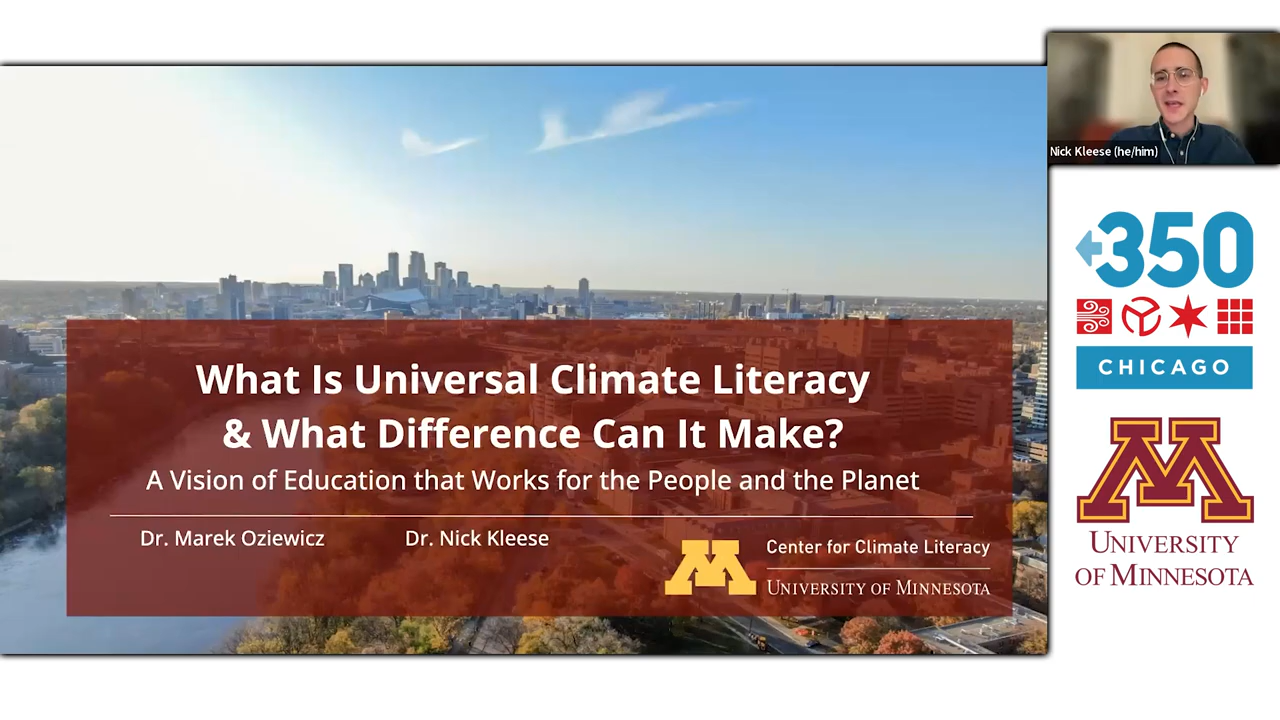 What Is Universal Climate Literacy
& What Difference Can It Make?
A Vision of Education that Works for the People and the Planet
Dr. Marek Oziewicz
Dr. Nick Kleese
M
Center for Climate Literacy
UNIVERSITY OF MINNESOTA
Nick Kleese (he/him)
350
CHICAGO
M
UNIVERSITY
OF MINNESOTA